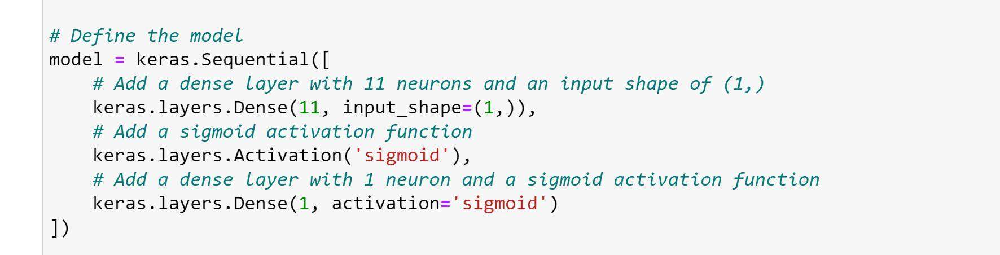 # Define the model
model = keras.Sequential([
    # Add a dense layer with 11 neurons and an input shape of (1,)
    keras.layers.Dense(11, input_shape=(1,)),
    # Add a sigmoid activation function
    keras.layers.Activation('sigmoid'),
    # Add a dense layer with 1 neuron and a sigmoid activation function
    keras.layers.Dense(1, activation='sigmoid')
])